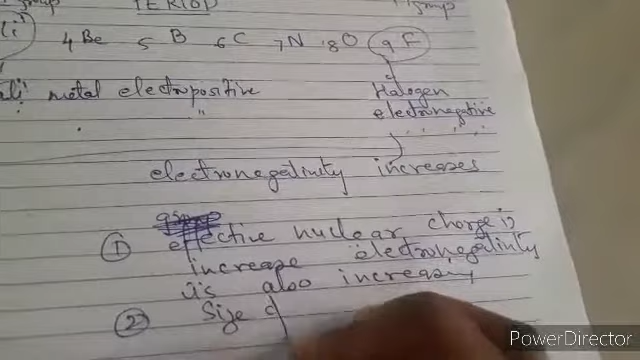 PERIOD
4Be 5B 6C 7N 8O 9F
metal electropositive Halogen
" electronegative
electronegativity increases
① effective nuclear charge is
increase electronegativity
is also increasing
② Size
PowerDirector